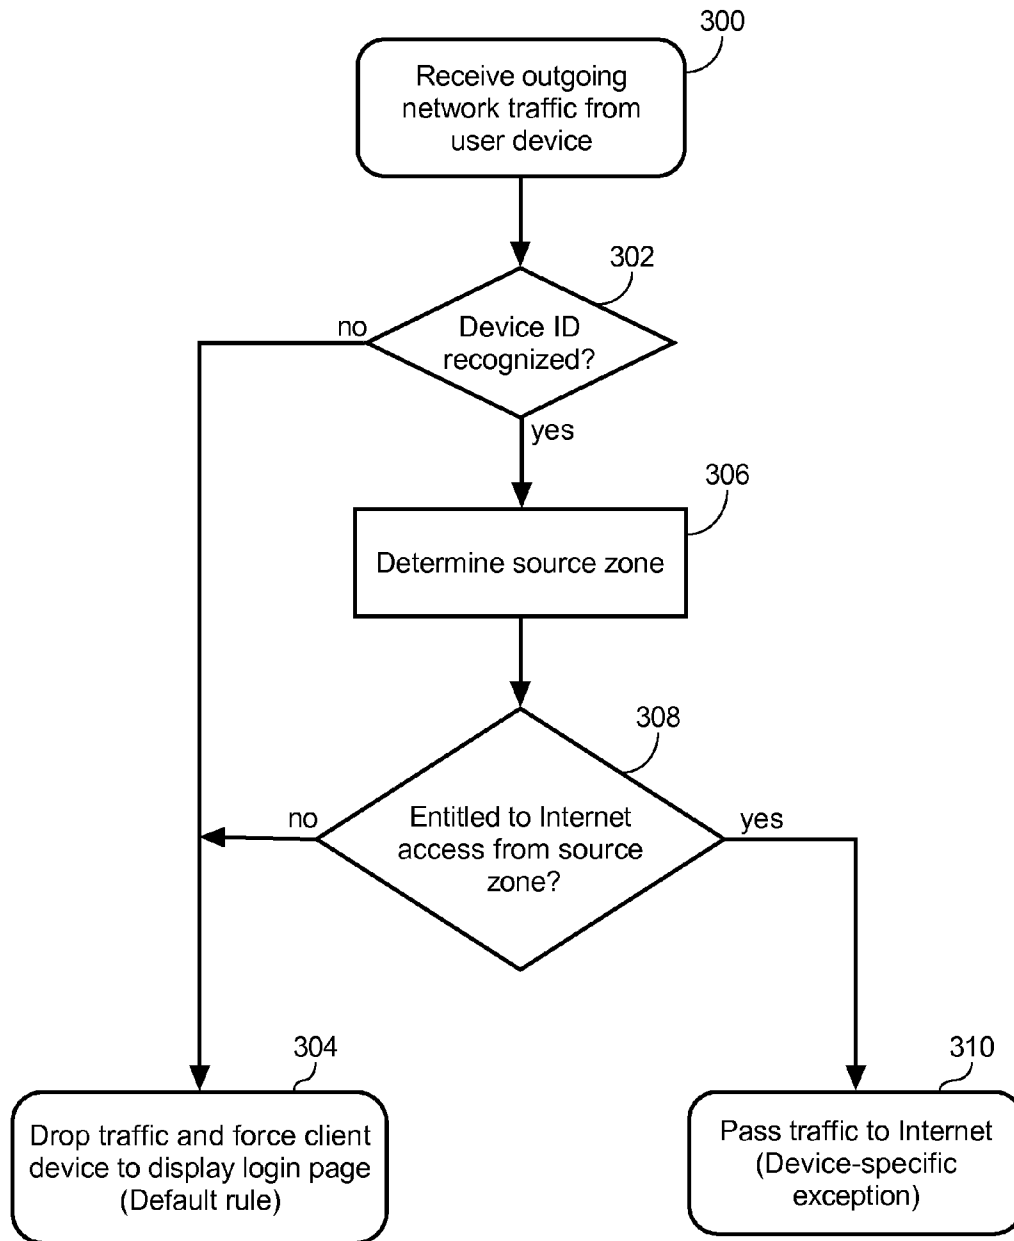 300
Receive outgoing
network traffic from
user device
302
Device ID
recognized?
no
yes
306
Determine source zone
308
Entitled to Internet
access from source
zone?
no
yes
304
Drop traffic and force client
device to display login page
(Default rule)
310
Pass traffic to Internet
(Device-specific
exception)